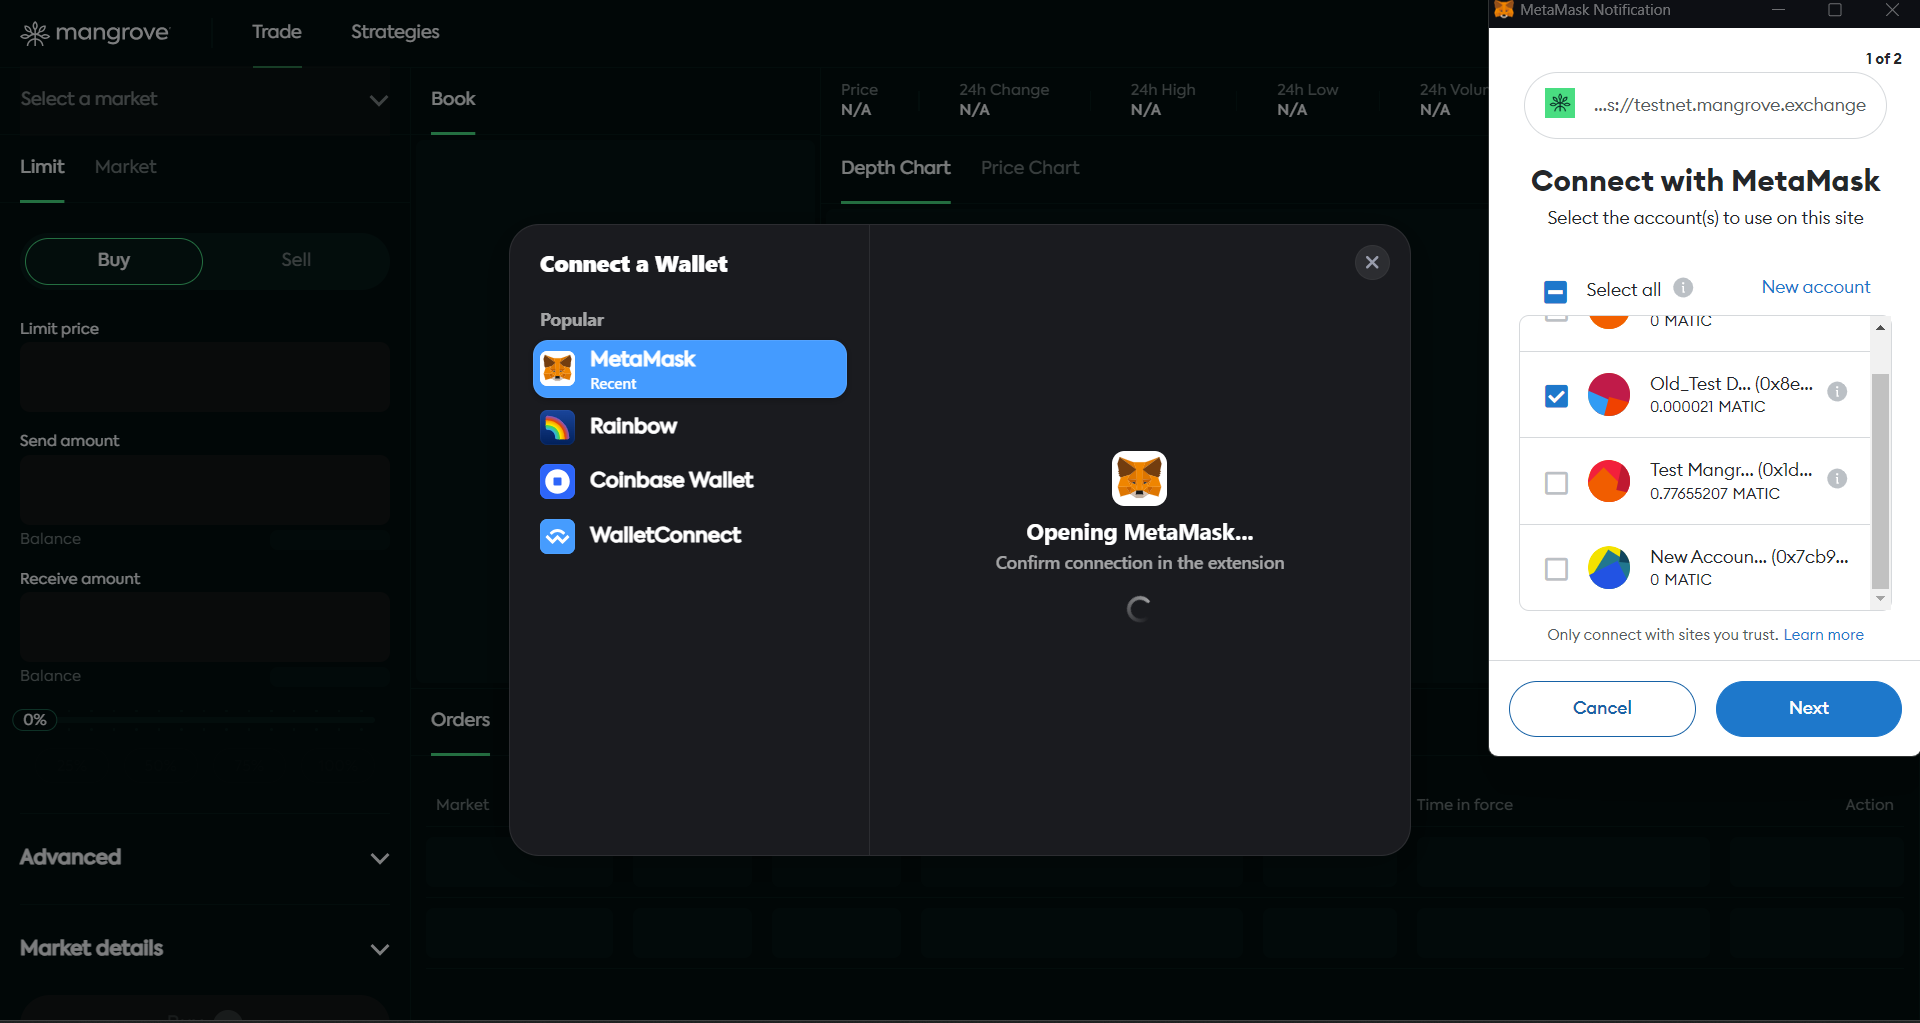 mangrove
Trade
Strategies
Select a market
Limit
Market
Buy
Sell
Limit price
Send amount
Balance
Receive amount
Balance
0%
Advanced
Market details
Book
Price
N/A
24h Change
N/A
24h High
N/A
24h Low
N/A
24h Volu
N/A
Depth Chart
Price Chart
Orders
Market
Time in force
Action
Connect a Wallet
Popular
MetaMask
Recent
Rainbow
Coinbase Wallet
WalletConnect
Opening MetaMask...
Confirm connection in the extension
MetaMask Notification
1 of 2
...s://testnet.mangrove.exchange
Connect with MetaMask
Select the account(s) to use on this site
Select all
New account
0 MATIC
Old_Test D... (0x8e...
0.000021 MATIC
Test Mangr... (0x1d...
0.77655207 MATIC
New Accoun... (0x7cb9...
0 MATIC
Only connect with sites you trust. Learn more
Cancel
Next